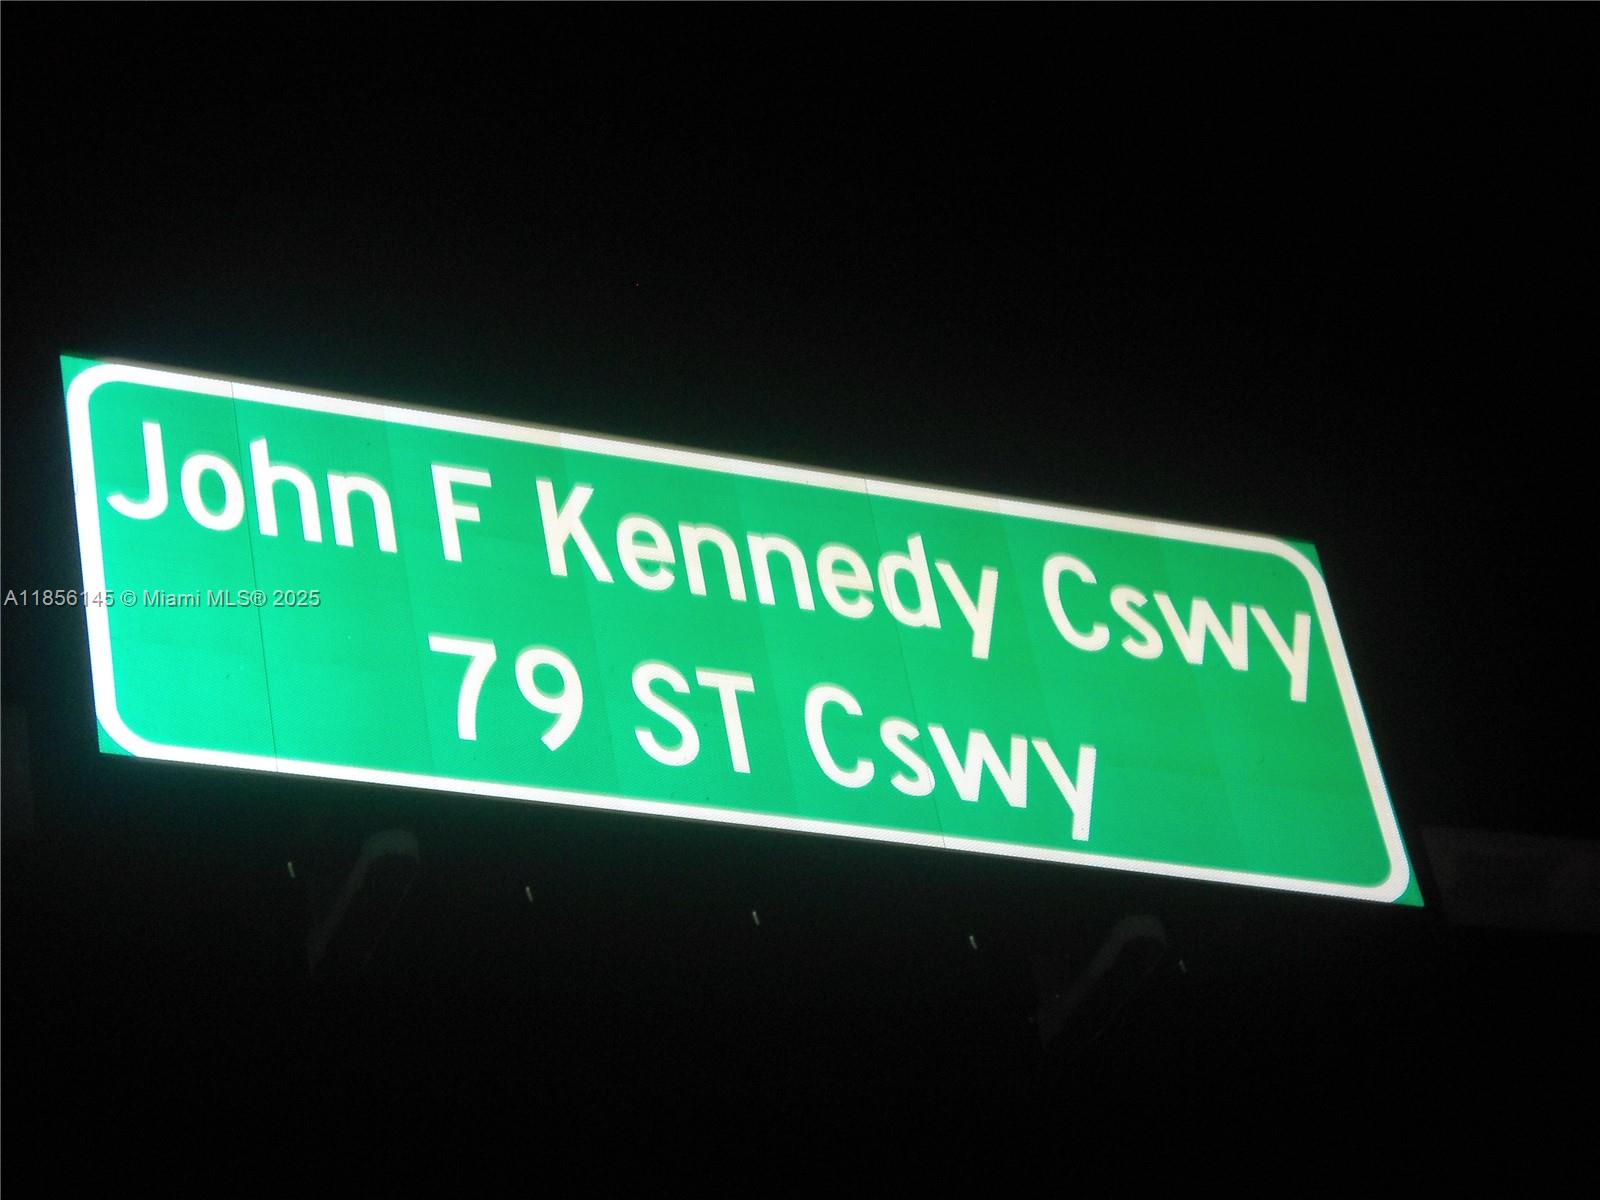 John F Kennedy Cswy
A11856145 © Miami MLS® 2025
79 ST Cswy